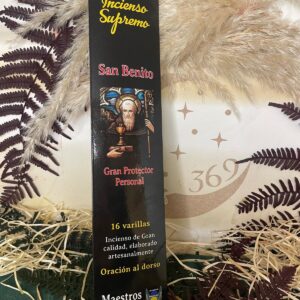 Incienso
Supremo
San Benito
Gran Protector
Personal
16 varillas
Incienso de Gran
calidad, elaborado
artesanalmente
Oración al dorso
Maestros
369